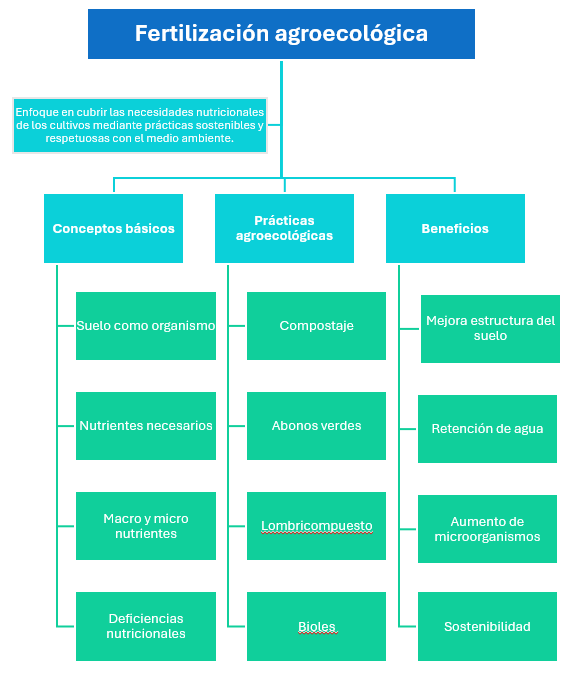 Fertilización agroecológica
Enfoque en cubrir las necesidades nutricionales
de los cultivos mediante prácticas sostenibles y
respetuosas con el medio ambiente.
Conceptos básicos
Prácticas
agroecológicas
Beneficios
Suelo como organismo
Nutrientes necesarios
Macro y micro
nutrientes
Deficiencias
nutricionales
Compostaje
Abonos verdes
Lombricompuesto
Bioles
Mejora estructura del
suelo
Retención de agua
Aumento de
microorganismos
Sostenibilidad